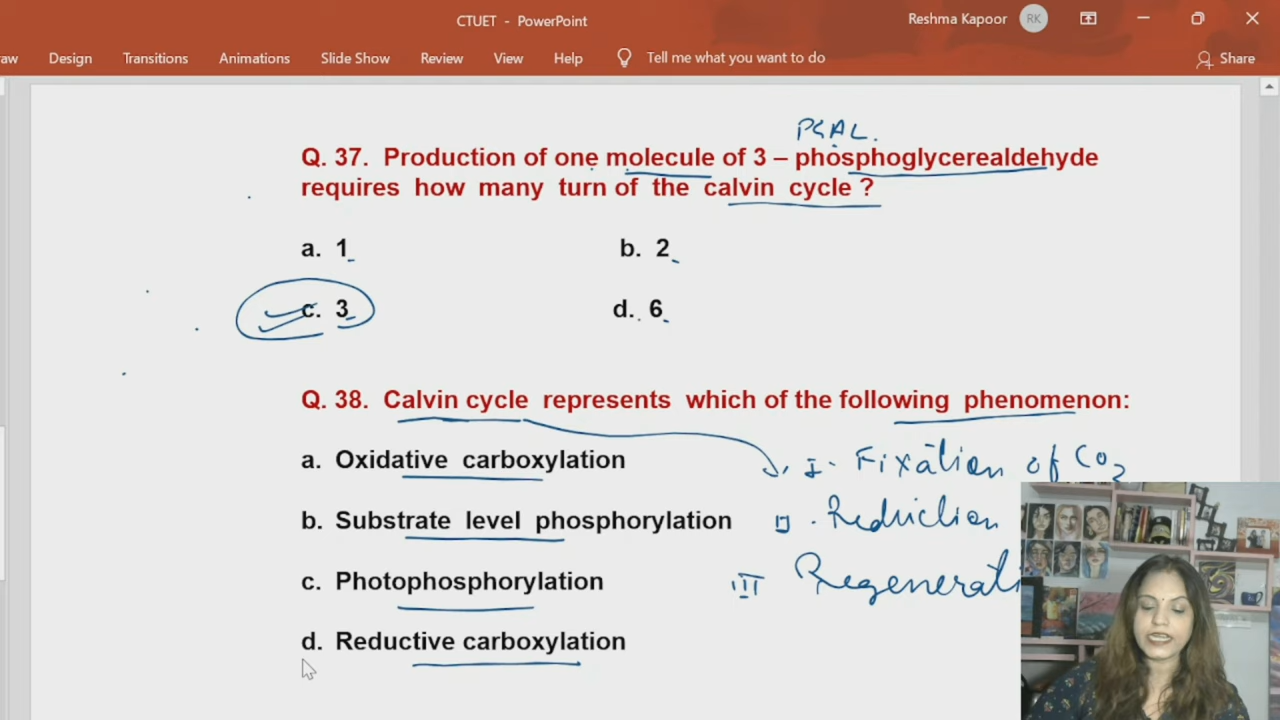 CTUET - PowerPoint
Reshma Kapoor RK
aw Design Transitions Animations Slide Show Review View Help Tell me what you want to do Share
PGAL.
Q. 37. Production of one molecule of 3 – phosphoglycerealdehyde
requires how many turn of the calvin cycle ?
a. 1 b. 2
c. 3 d. 6
Q. 38. Calvin cycle represents which of the following phenomenon:
a. Oxidative carboxylation
I. Fixation of CO2
b. Substrate level phosphorylation
II. Reduction
c. Photophosphorylation
III Regenerati
d. Reductive carboxylation